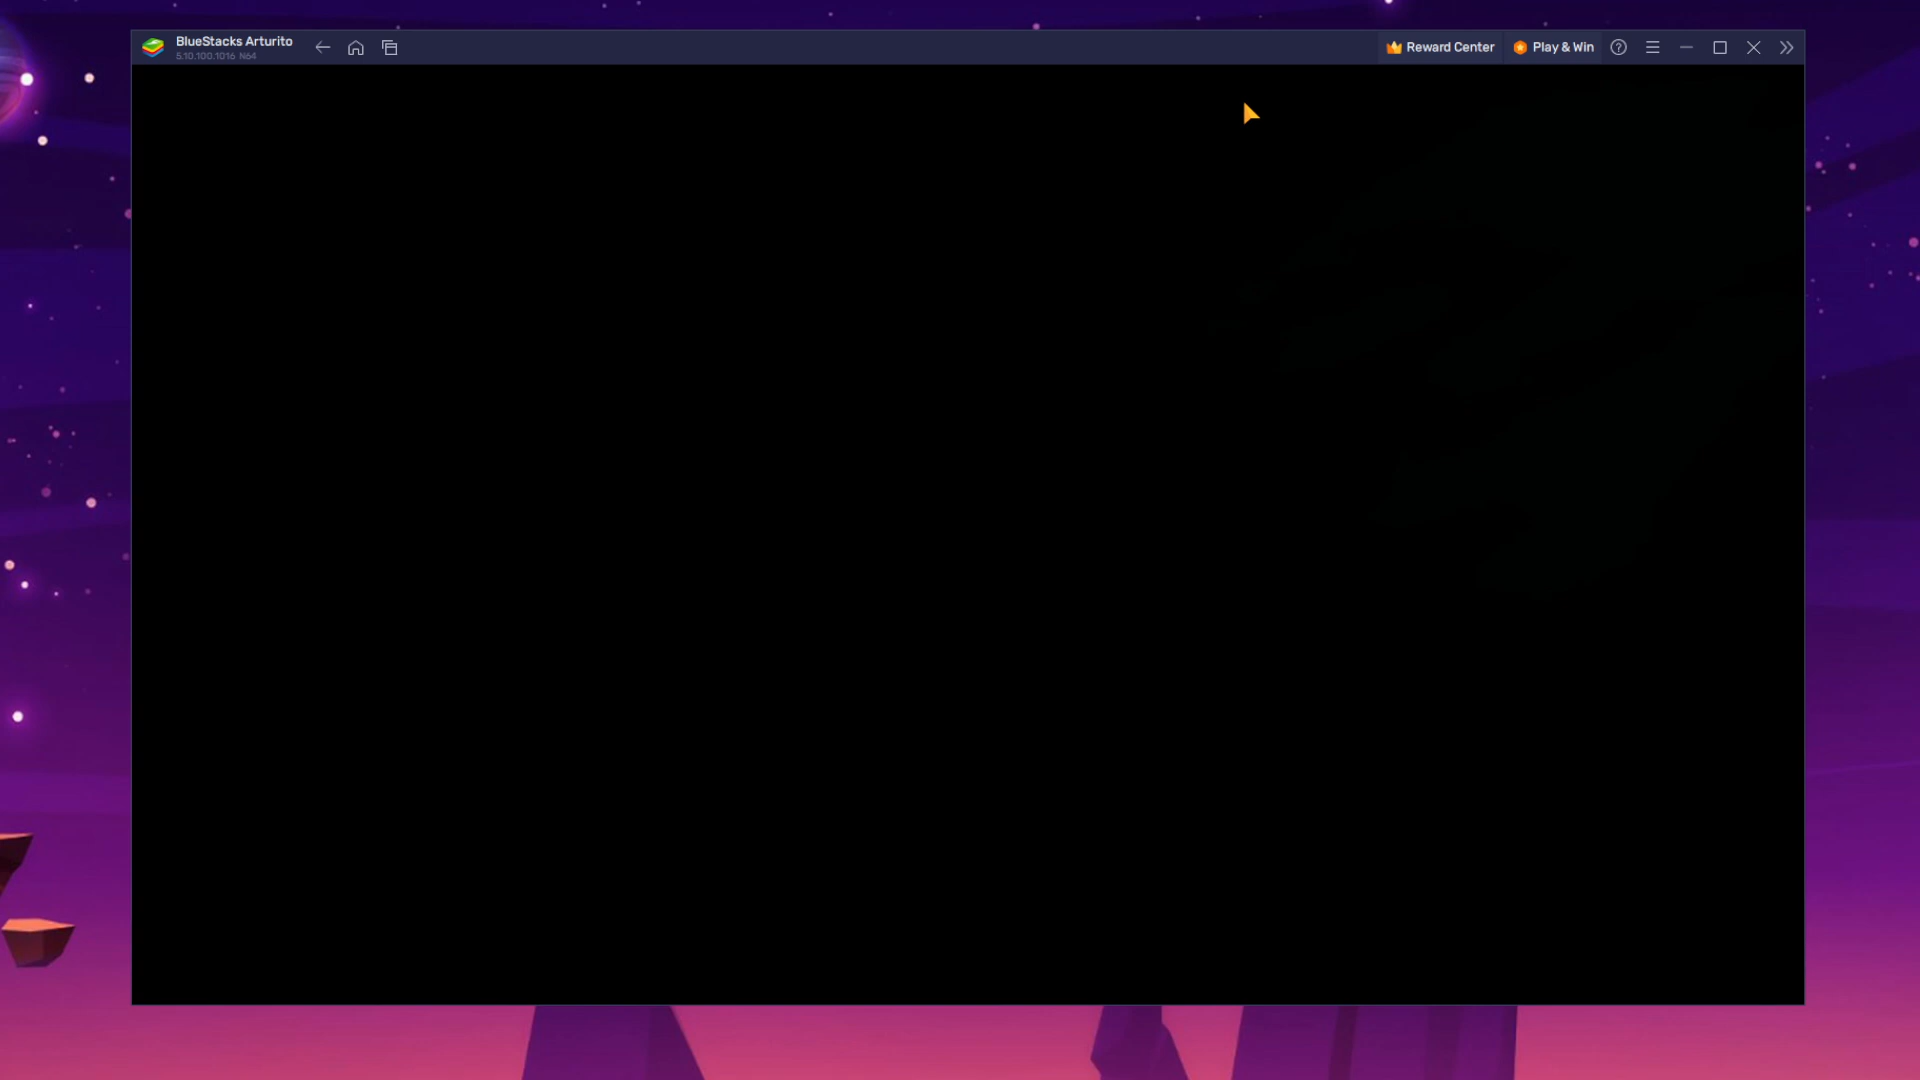 BlueStacks Arturito
5.10.100.1016 N64
Reward Center
Play & Win